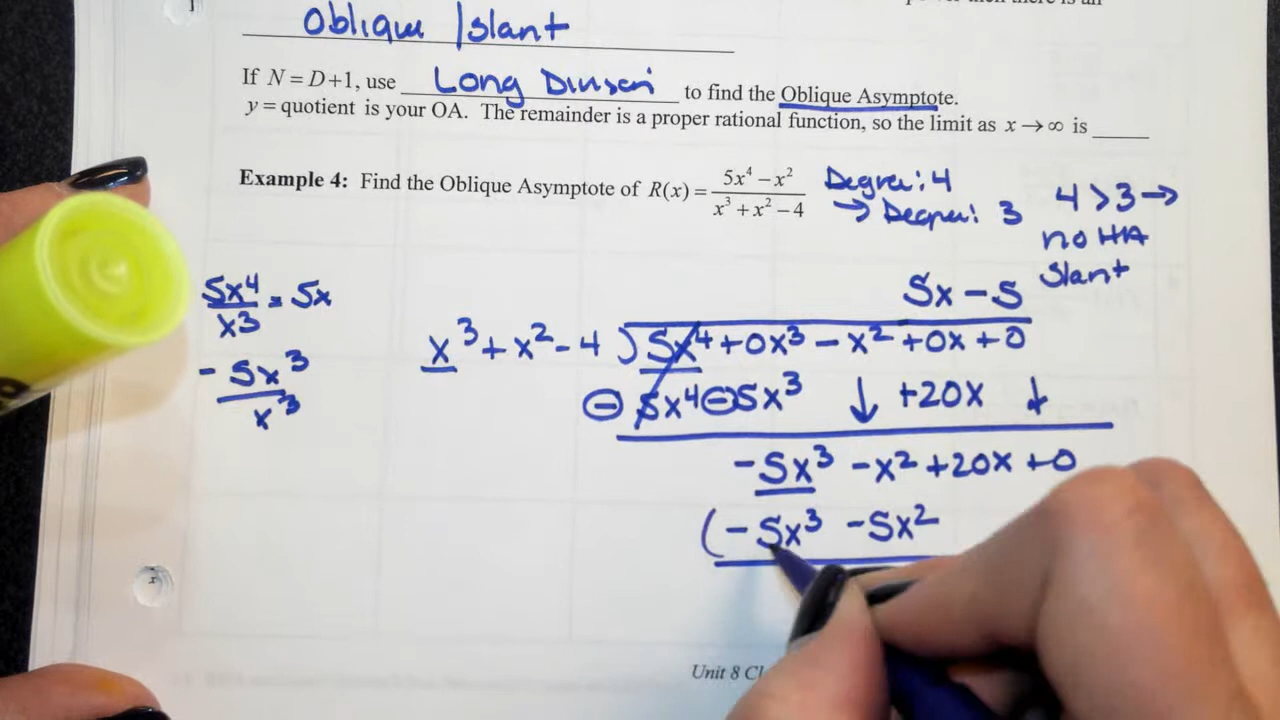 Oblique / Slant
If N = D+1, use Long Division to find the Oblique Asymptote.
y = quotient is your OA. The remainder is a proper rational function, so the limit as x → ∞ is ____
Example 4: Find the Oblique Asymptote of R(x) = (5x⁴ − x²)/(x³ + x² − 4)
Degree: 4
→ Degree: 3
4 > 3 →
no HA
Slant
5x⁴/x³ = 5x
-5x³/x³
5x − 5
x³ + x² − 4 ) 5x⁴ + 0x³ − x² + 0x + 0
⊖ 5x⁴ ⊖ 5x³ ↓ + 20x ↓
−5x³ − x² + 20x + 0
(−5x³ − 5x²
Unit 8